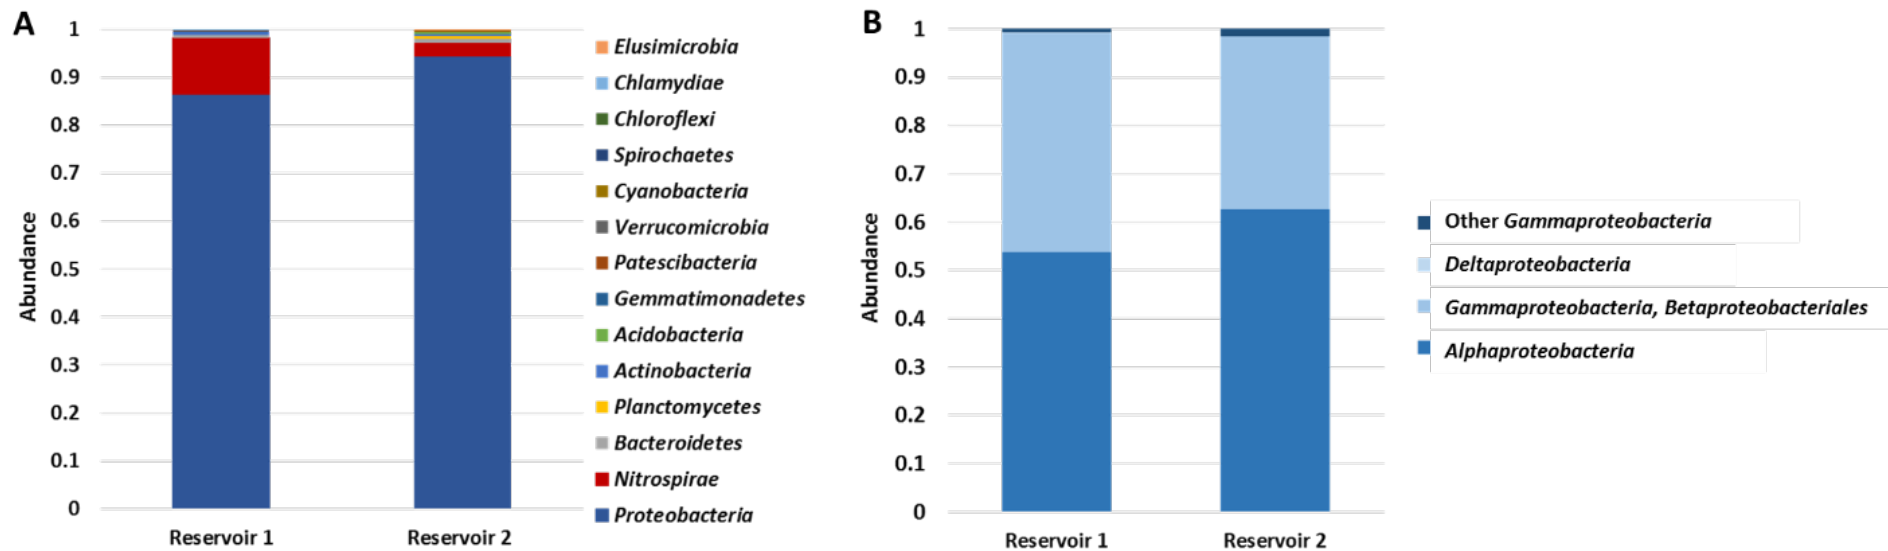 A
1
0.9
0.8
0.7
0.6
0.5
0.4
0.3
0.2
0.1
0
Abundance
Reservoir 1
Reservoir 2
Elusimicrobia
Chlamydiae
Chloroflexi
Spirochaetes
Cyanobacteria
Verrucomicrobia
Patescibacteria
Gemmatimonadetes
Acidobacteria
Actinobacteria
Planctomycetes
Bacteroidetes
Nitrospirae
Proteobacteria
B
1
0.9
0.8
0.7
0.6
0.5
0.4
0.3
0.2
0.1
0
Abundance
Reservoir 1
Reservoir 2
Other Gammaproteobacteria
Deltaproteobacteria
Gammaproteobacteria, Betaproteobacteriales
Alphaproteobacteria